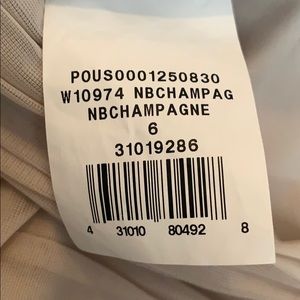 POUS0001250830
W10974 NBCHAMPAG
NBCHAMPAGNE
6
31019286
4 31010 80492 8